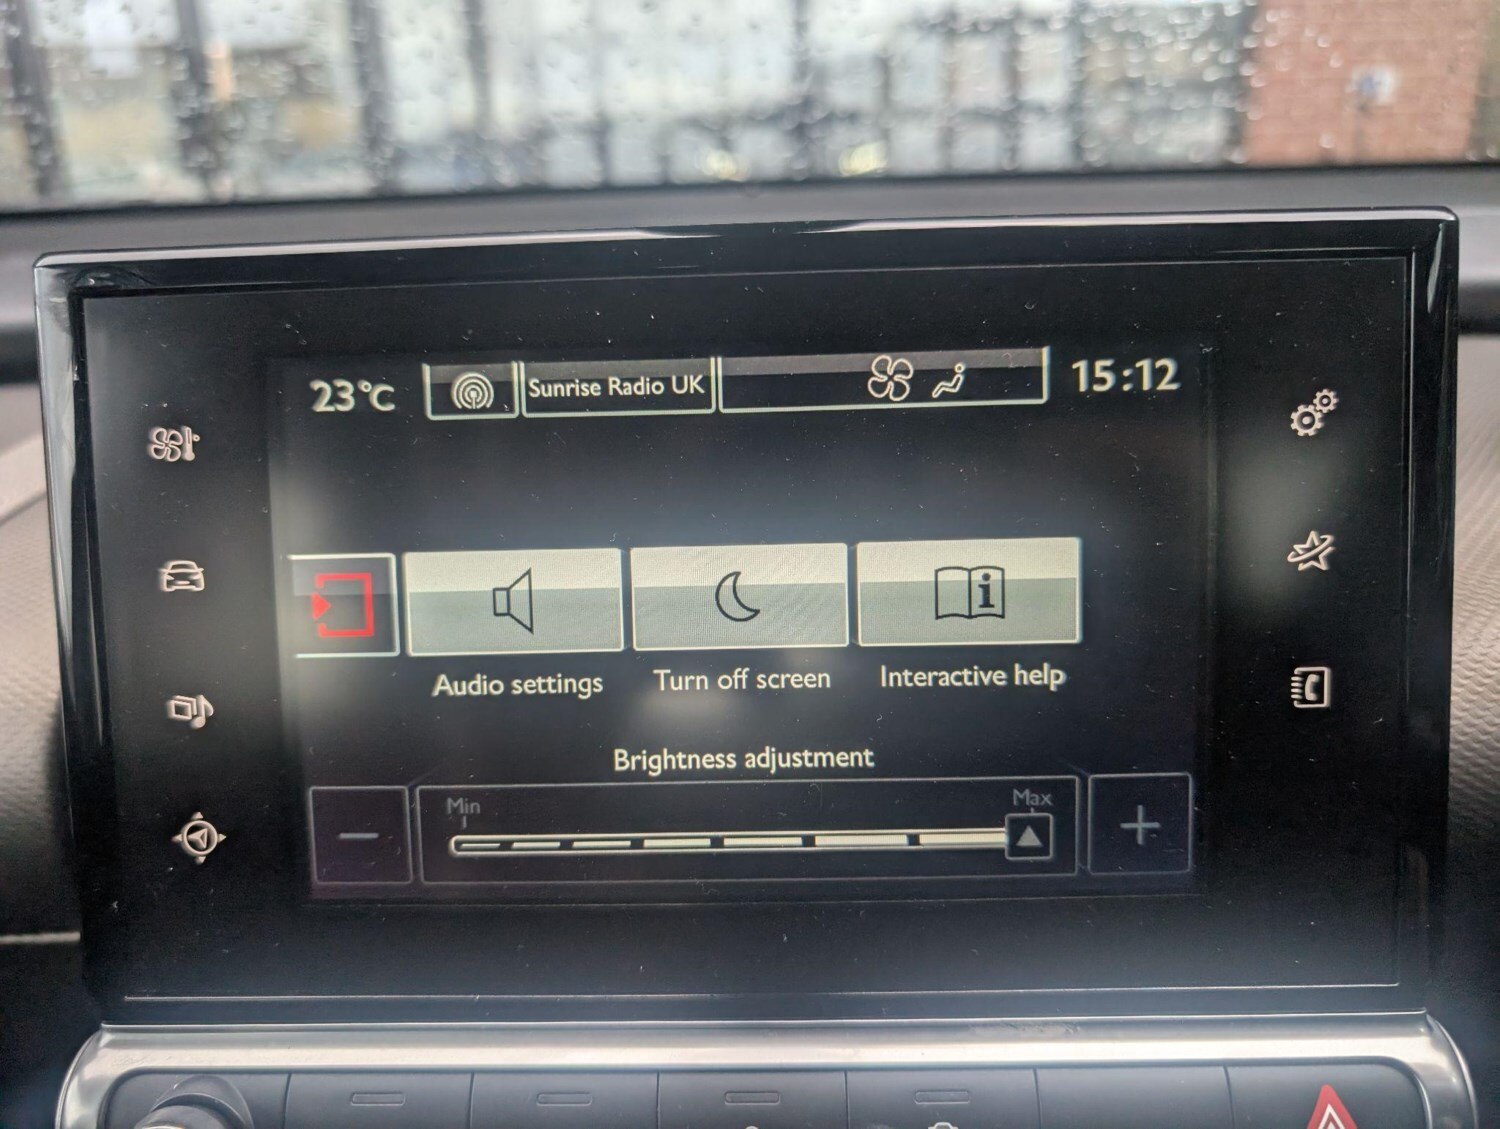 23°C
Sunrise Radio UK
15:12
Audio settings
Turn off screen
Interactive help
Brightness adjustment
Min
Max